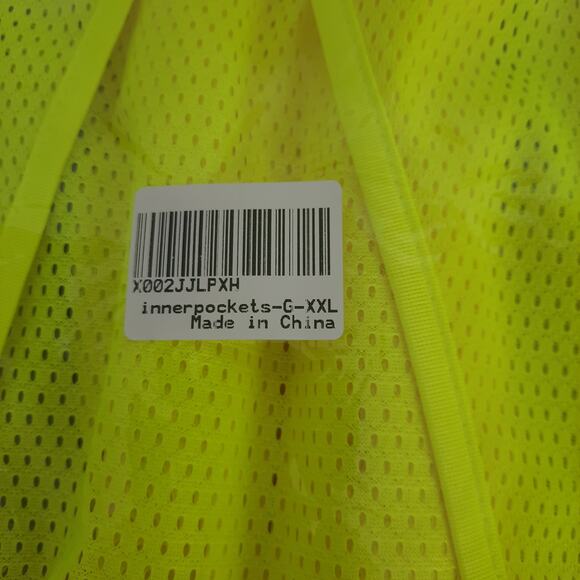 X002JJLPXH
innerpockets-G-XXL
Made in China